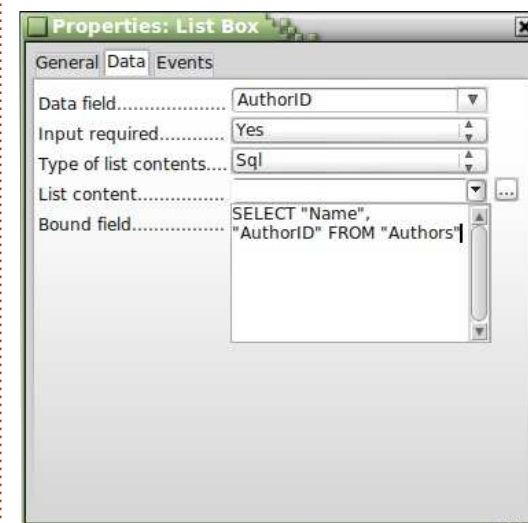 Properties: List Box
General Data Events
Data field.................... AuthorID
Input required............ Yes
Type of list contents.... Sql
List content................
Bound field.................
SELECT "Name",
"AuthorID" FROM "Authors"